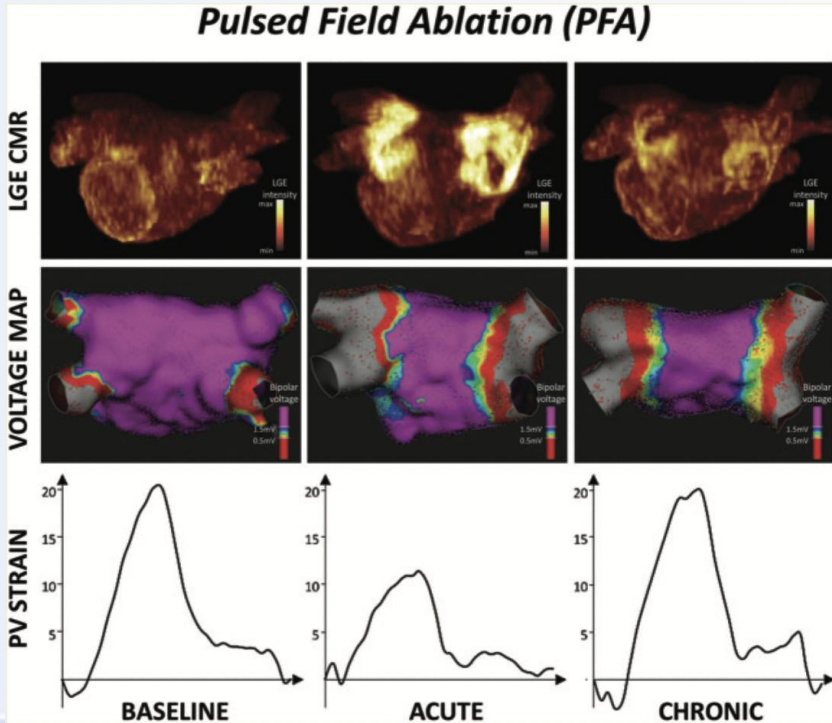 Pulsed Field Ablation (PFA)
LGE CMR
LGE
intensity
max
min
LGE
intensity
max
min
LGE
intensity
max
min
VOLTAGE MAP
Bipolar
voltage
1.5mV
0.5mV
Bipolar
voltage
1.5mV
0.5mV
Bipolar
voltage
1.5mV
0.5mV
PV STRAIN
20
15
10
5
20
15
10
5
20
15
10
5
0
BASELINE
ACUTE
CHRONIC